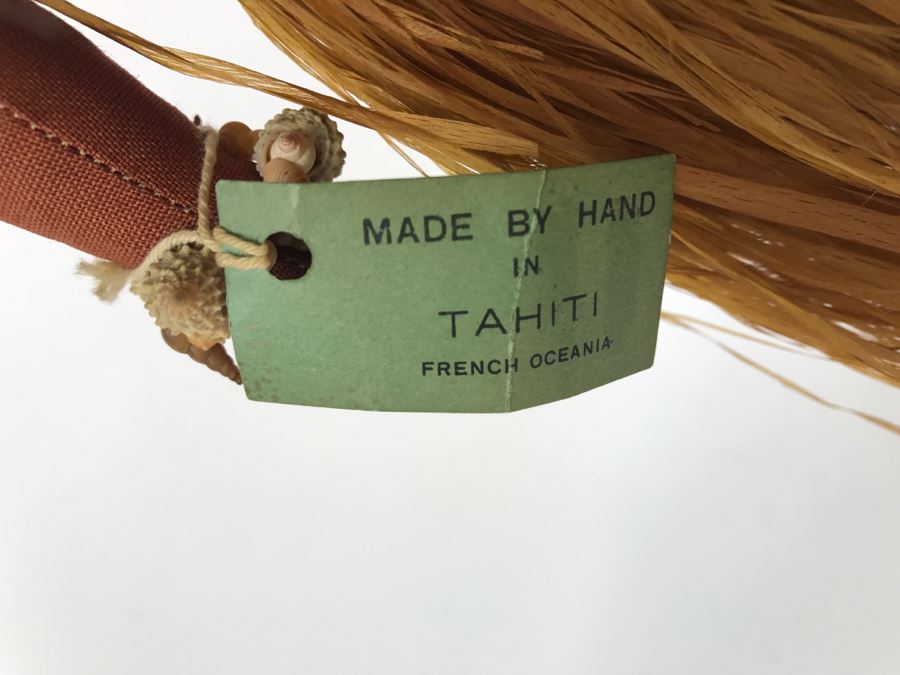 MADE BY HAND
IN
TAHITI
FRENCH OCEANIA